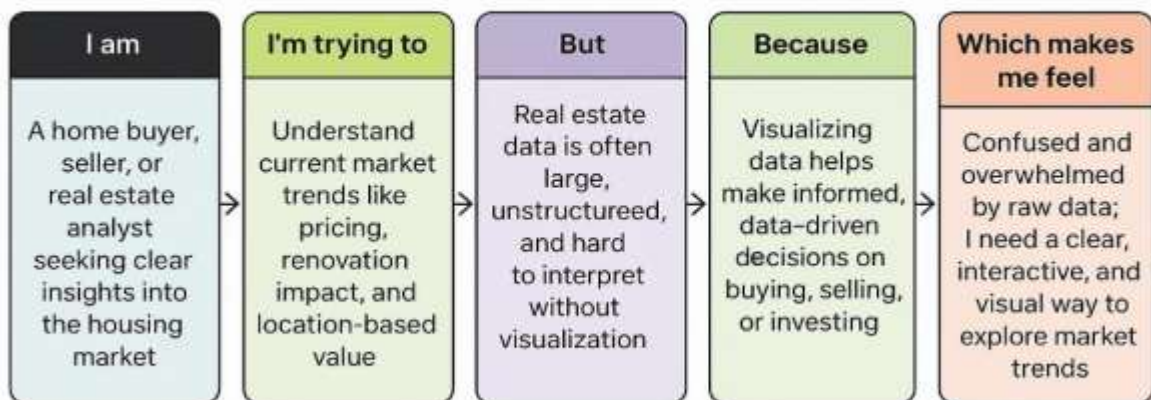 I am
A home buyer,
seller, or
real estate
analyst
seeking clear
insights into
the housing
market
I'm trying to
Understand
current market
trends like
pricing,
renovation
impact, and
location-based
value
But
Real estate
data is often
large,
unstructureed,
and hard
to interpret
without
visualization
Because
Visualizing
data helps
make informed,
data-driven
decisions on
buying, selling,
or investing
Which makes
me feel
Confused and
overwhelmed
by raw data;
I need a clear,
interactive, and
visual way to
explore market
trends